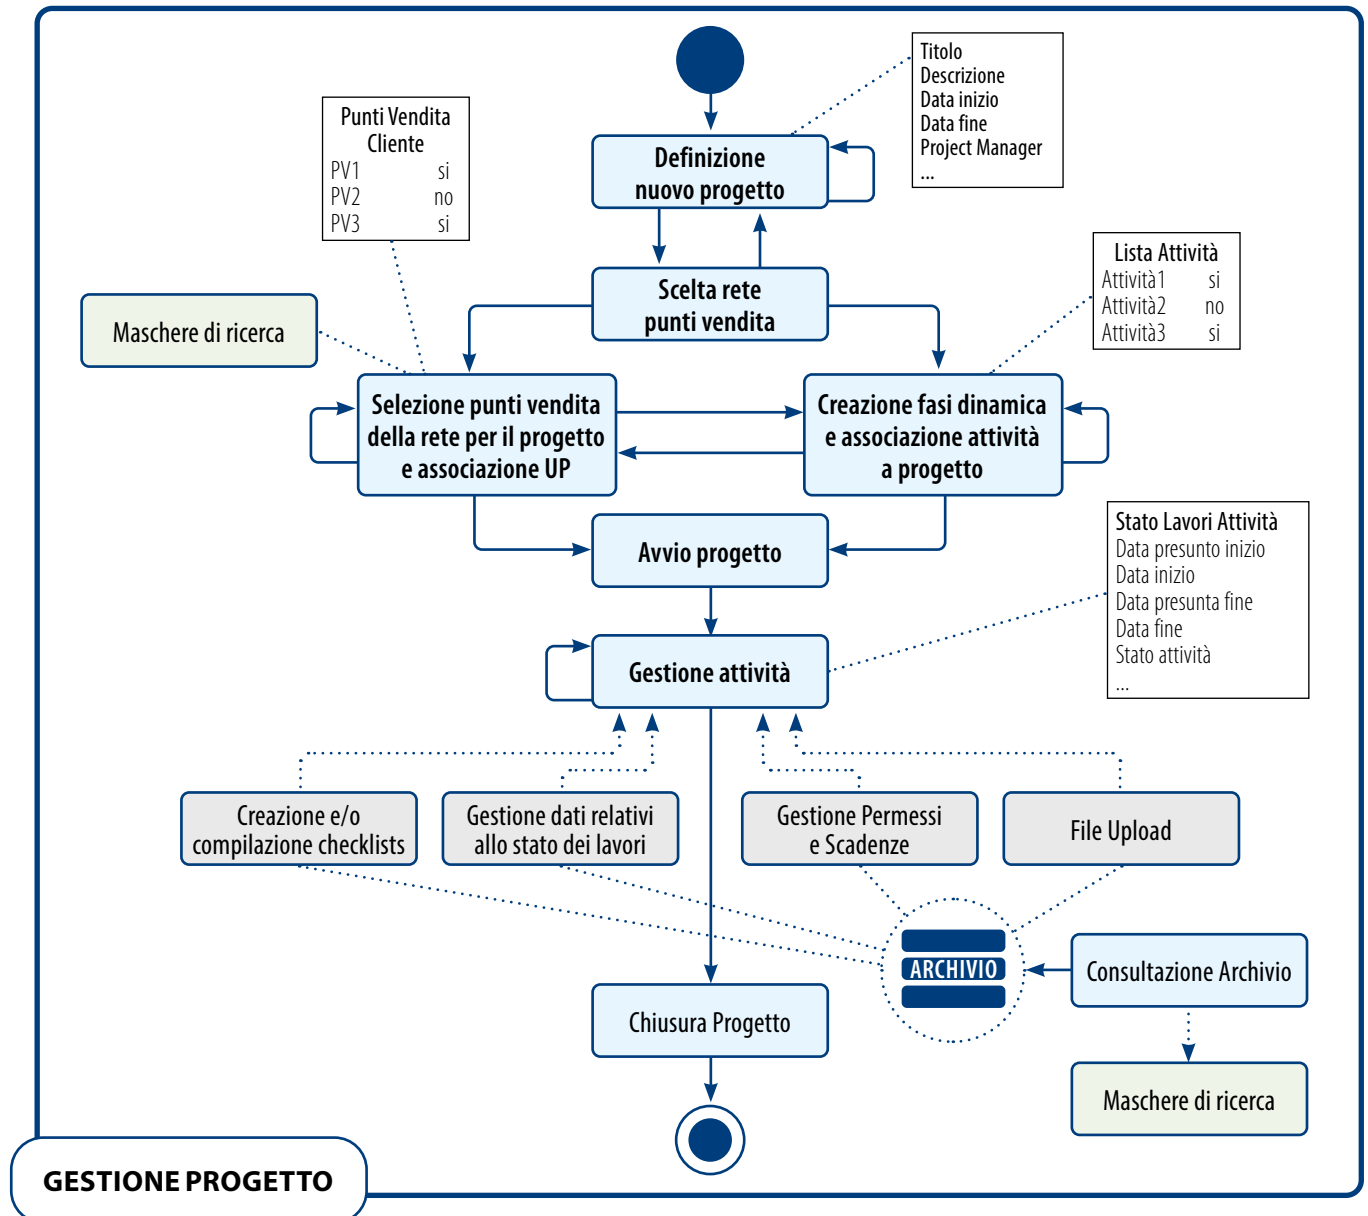 Titolo
Descrizione
Data inizio
Data fine
Project Manager
...
Punti Vendita
Cliente
PV1 si
PV2 no
PV3 si
Definizione
nuovo progetto
Lista Attività
Attività1 si
Attività2 no
Attività3 si
Scelta rete
punti vendita
Maschere di ricerca
Selezione punti vendita
della rete per il progetto
e associazione UP
Creazione fasi dinamica
e associazione attività
a progetto
Avvio progetto
Stato Lavori Attività
Data presunto inizio
Data inizio
Data presunta fine
Data fine
Stato attività
...
Gestione attività
Creazione e/o
compilazione checklists
Gestione dati relativi
allo stato dei lavori
Gestione Permessi
e Scadenze
File Upload
ARCHIVIO
Consultazione Archivio
Chiusura Progetto
Maschere di ricerca
GESTIONE PROGETTO